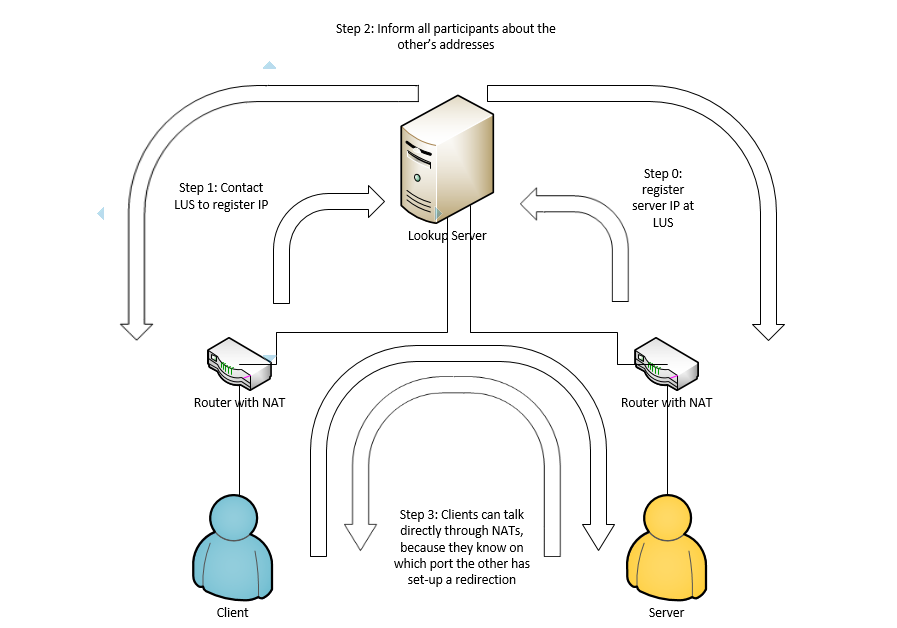 Step 2: Inform all participants about the
other's addresses
Step 1: Contact
LUS to register IP
Step 0:
register
server IP at
LUS
Lookup Server
Router with NAT
Router with NAT
Step 3: Clients can talk
directly through NATs,
because they know on
which port the other has
set-up a redirection
Client
Server